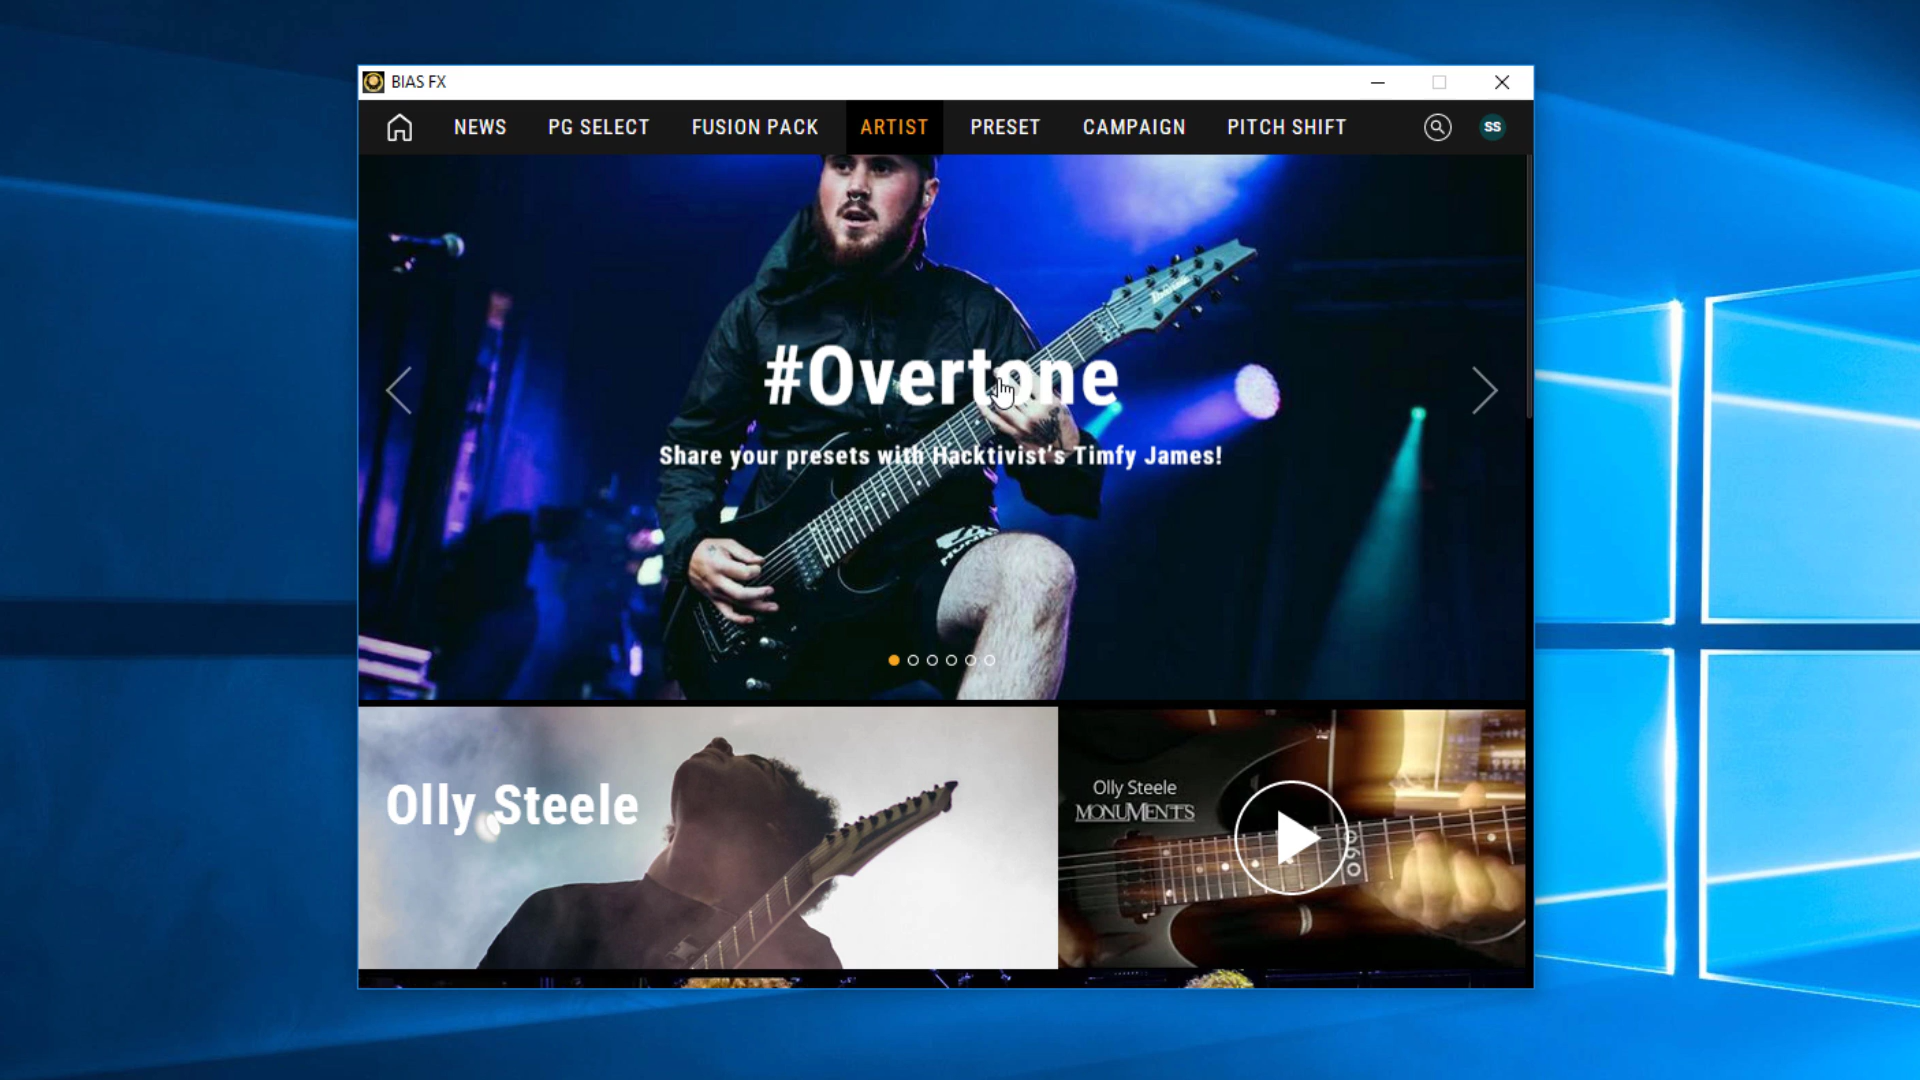 BIAS FX
NEWS
PG SELECT
FUSION PACK
ARTIST
PRESET
CAMPAIGN
PITCH SHIFT
SS
#Overtone
Share your presets with Hacktivist's Timfy James!
Olly Steele
Olly Steele
MONUMENTS